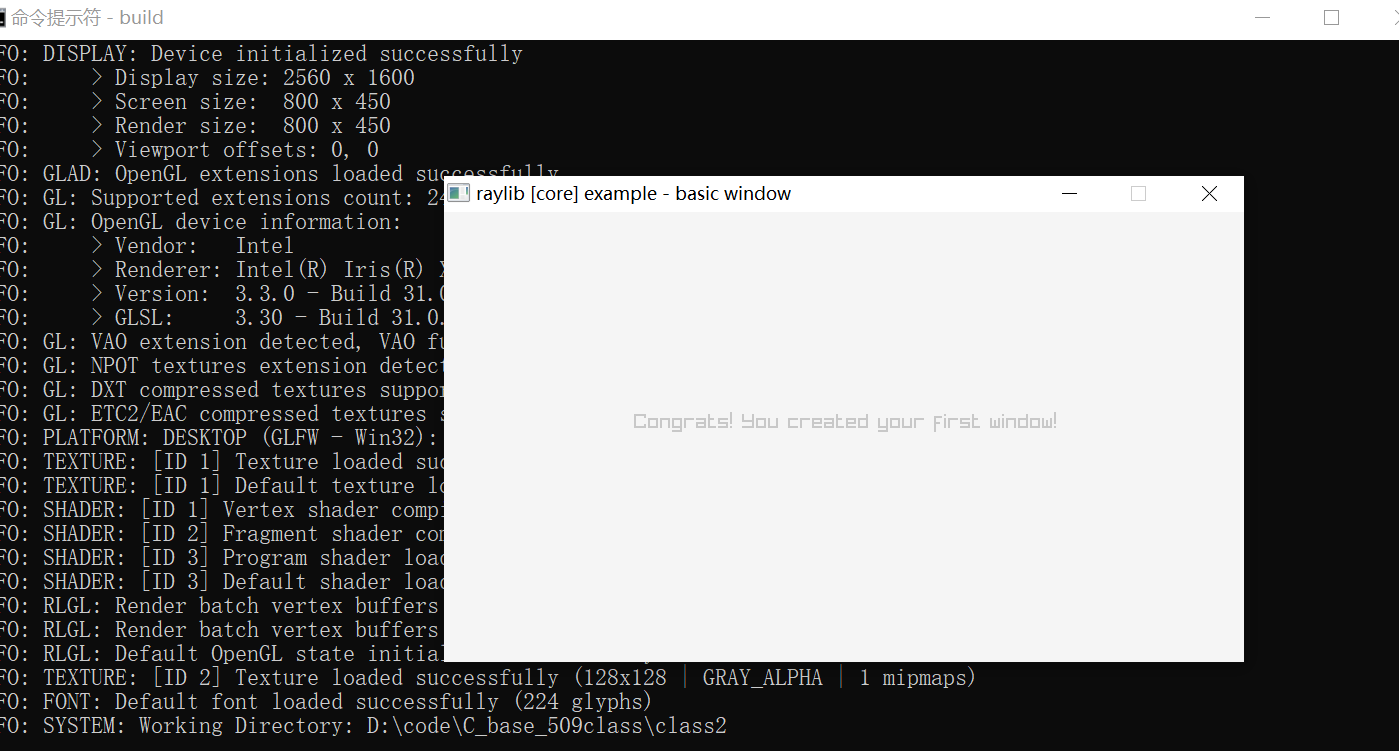 命令提示符 - build
FO: DISPLAY: Device initialized successfully
FO: > Display size: 2560 x 1600
FO: > Screen size: 800 x 450
FO: > Render size: 800 x 450
FO: > Viewport offsets: 0, 0
FO: GLAD: OpenGL extensions loaded successfully
FO: GL: Supported extensions count: 24
FO: GL: OpenGL device information:
FO: > Vendor: Intel
FO: > Renderer: Intel(R) Iris(R)
FO: > Version: 3.3.0 - Build 31.0
FO: > GLSL: 3.30 - Build 31.0.
FO: GL: VAO extension detected, VAO fu
FO: GL: NPOT textures extension detect
FO: GL: DXT compressed textures suppor
FO: GL: ETC2/EAC compressed textures s
FO: PLATFORM: DESKTOP (GLFW - Win32):
FO: TEXTURE: [ID 1] Texture loaded suc
FO: TEXTURE: [ID 1] Default texture lo
FO: SHADER: [ID 1] Vertex shader compi
FO: SHADER: [ID 2] Fragment shader com
FO: SHADER: [ID 3] Program shader load
FO: SHADER: [ID 3] Default shader load
FO: RLGL: Render batch vertex buffers
FO: RLGL: Render batch vertex buffers
FO: RLGL: Default OpenGL state initial
FO: TEXTURE: [ID 2] Texture loaded successfully (128x128 | GRAY_ALPHA | 1 mipmaps)
FO: FONT: Default font loaded successfully (224 glyphs)
FO: SYSTEM: Working Directory: D:\code\C_base_509class\class2
raylib [core] example - basic window
Congrats! You created your first window!